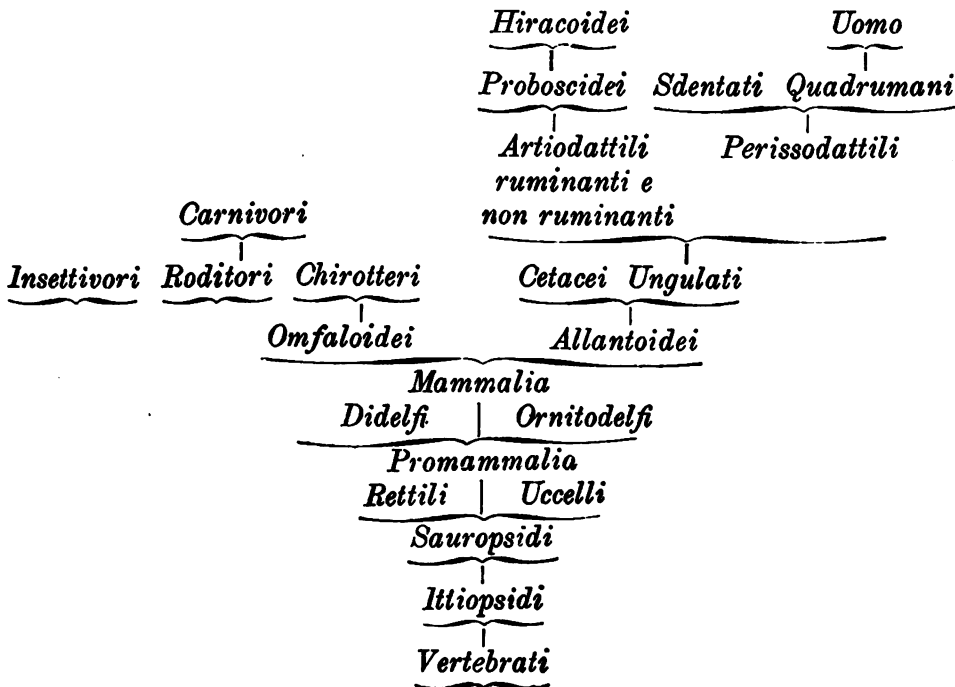 Hiracoidei Uomo
Proboscidei Sdentati Quadrumani
Artiodattili Perissodattili
ruminanti e
non ruminanti
Carnivori
Insettivori Roditori Chirotteri Cetacei Ungulati
Omfaloidei Allantoidei
Mammalia
Didelfi Ornitodelfi
Promammalia
Rettili Uccelli
Sauropsidi
Ittiopsidi
Vertebrati